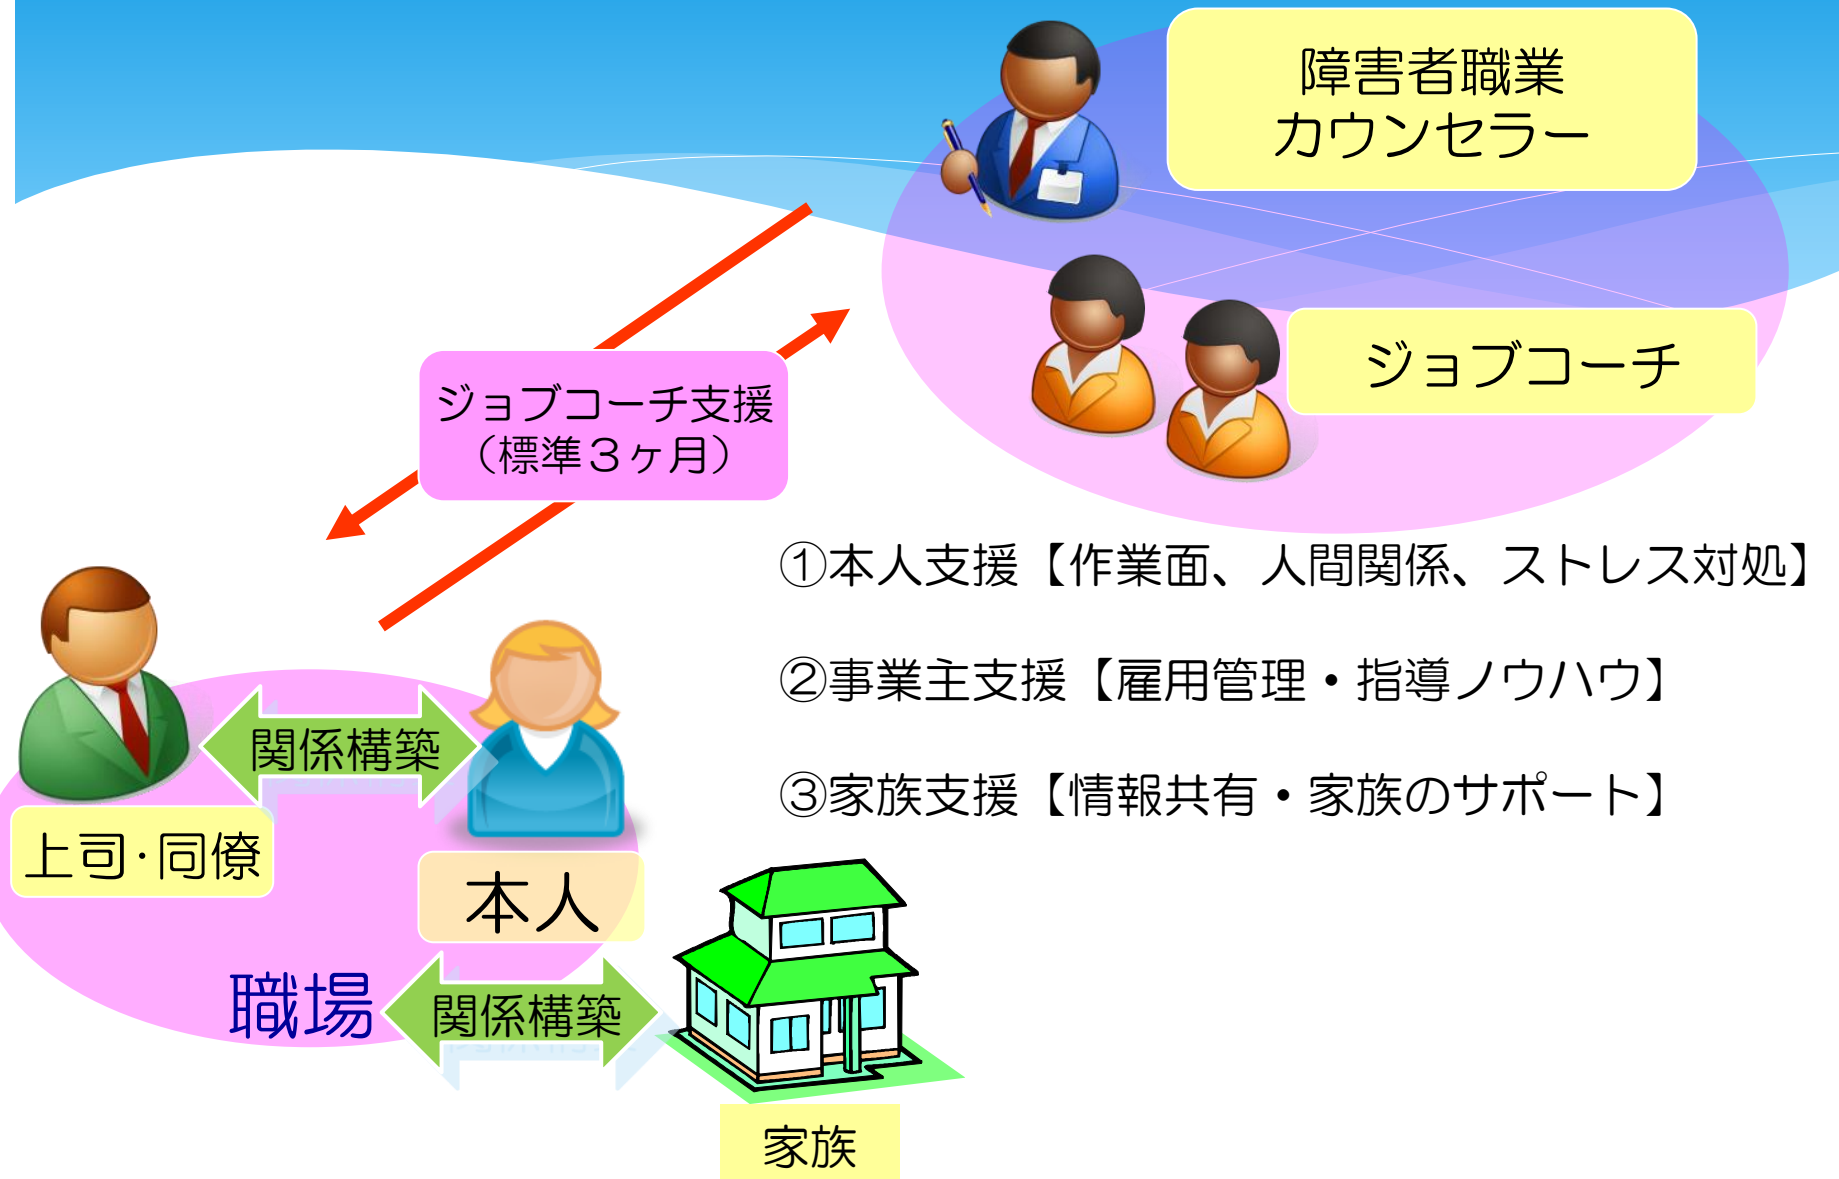 障害者職業
カウンセラー
ジョブコーチ
ジョブコーチ支援
（標準３ヶ月）
①本人支援【作業面、人間関係、ストレス対処】
②事業主支援【雇用管理・指導ノウハウ】
③家族支援【情報共有・家族のサポート】
関係構築
上司･同僚
本人
職場
関係構築
家族